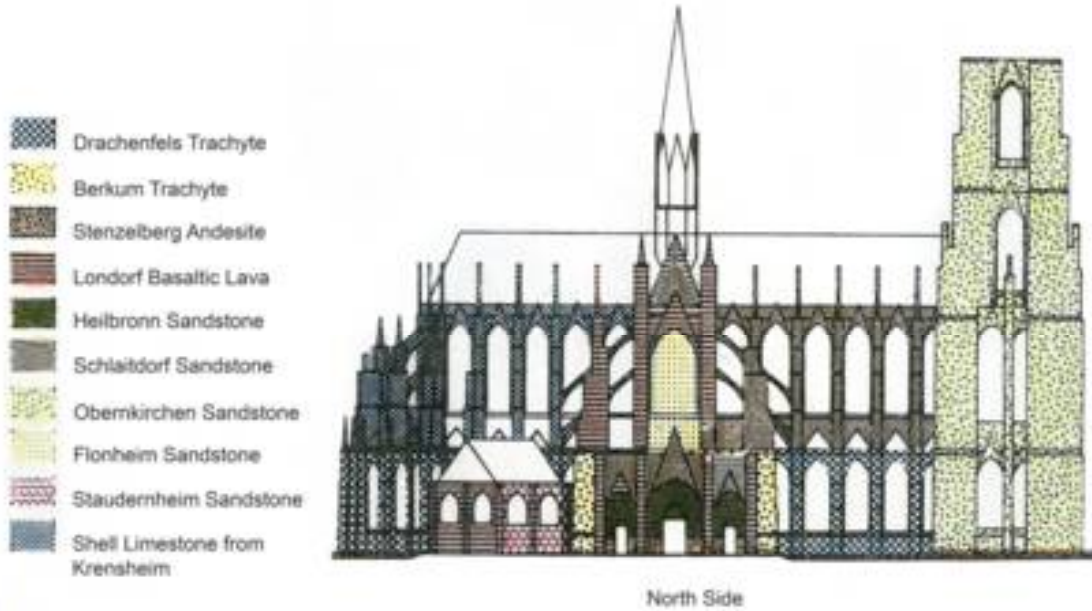 Drachenfels Trachyte
Berkum Trachyte
Stenzelberg Andesite
Londorf Basaltic Lava
Heilbronn Sandstone
Schlaitdorf Sandstone
Obernkirchen Sandstone
Flonheim Sandstone
Staudernheim Sandstone
Shell Limestone from
Krensheim
North Side